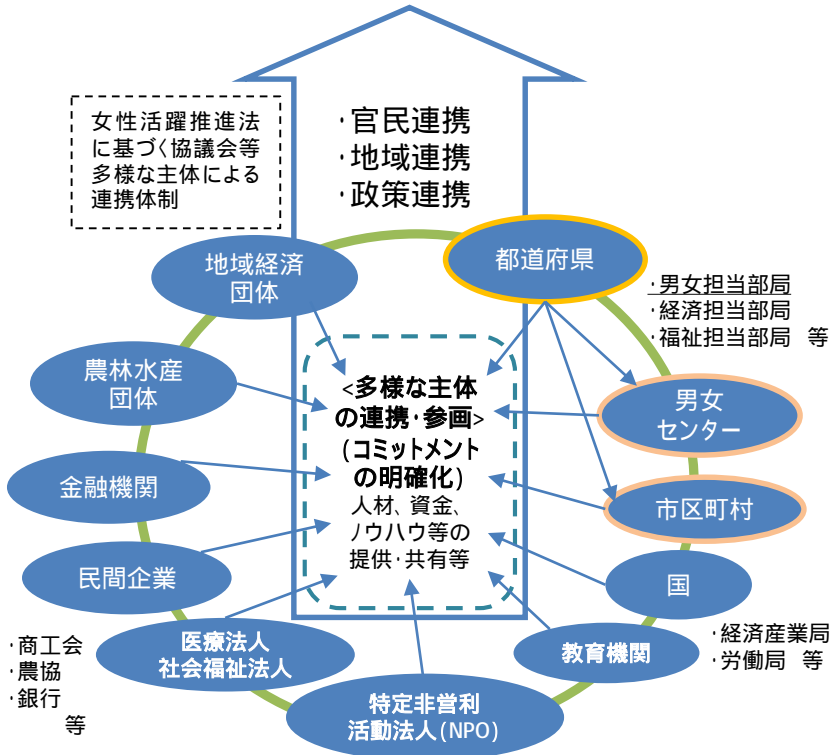 女性活躍推進法
に基づく協議会等
多様な主体による
連携体制
･官民連携
･地域連携
･政策連携
地域経済
団体
都道府県
･男女担当部局
･経済担当部局
･福祉担当部局 等
農林水産
団体
<多様な主体
の連携･参画>
(コミットメント
の明確化)
人材、資金、
ノウハウ等の
提供･共有等
男女
センター
金融機関
市区町村
民間企業
国
･商工会
･農協
･銀行
等
医療法人
社会福祉法人
教育機関
･経済産業局
･労働局 等
特定非営利
活動法人(NPO)